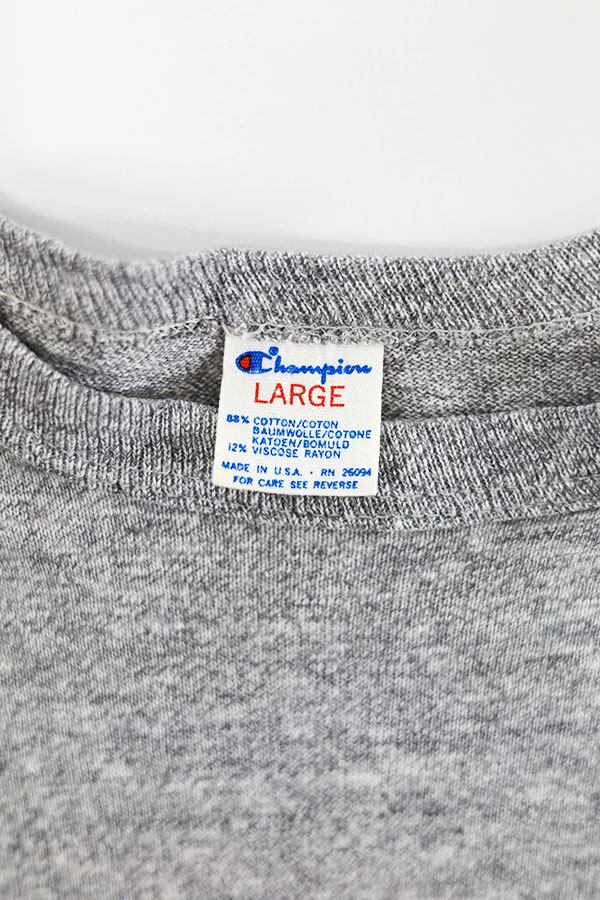 Champion
LARGE
88% COTTON/COTON
BAUMWOLLE/COTONE
KATOEN/BOMULD
12% VISCOSE RAYON
MADE IN U.S.A. · RN 26094
FOR CARE SEE REVERSE